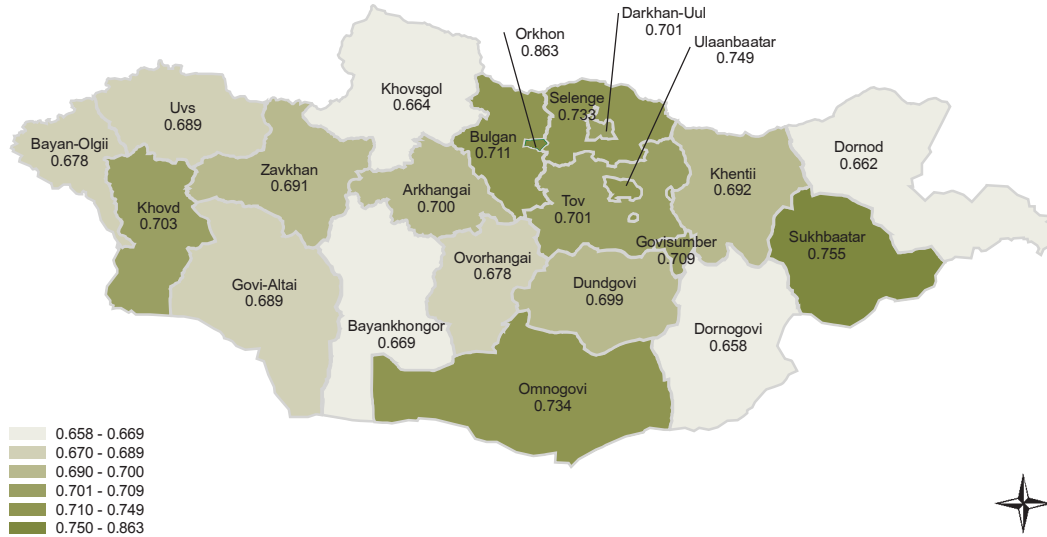 Darkhan-Uul
0.701
Orkhon
0.863
Ulaanbaatar
0.749
Khovsgol
0.664
Uvs
0.689
Selenge
0.733
Bayan-Olgii
0.678
Bulgan
0.711
Dornod
0.662
Zavkhan
0.691
Arkhangai
0.700
Khentii
0.692
Khovd
0.703
Tov
0.701
Sukhbaatar
0.755
Govisumber
0.709
Ovorhangai
0.678
Govi-Altai
0.689
Dundgovi
0.699
Bayankhongor
0.669
Dornogovi
0.658
Omnogovi
0.734
0.658 - 0.669
0.670 - 0.689
0.690 - 0.700
0.701 - 0.709
0.710 - 0.749
0.750 - 0.863